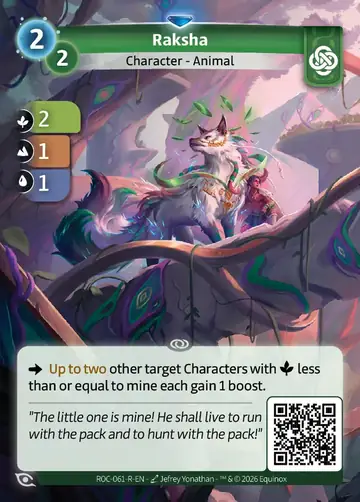 2
2
Raksha
Character - Animal
2
1
1
Up to two other target Characters with less
than or equal to mine each gain 1 boost.
"The little one is mine! He shall live to run
with the pack and to hunt with the pack!"
ROC-061-R-EN - Jefrey Yonathan - ™ & © 2026 Equinox